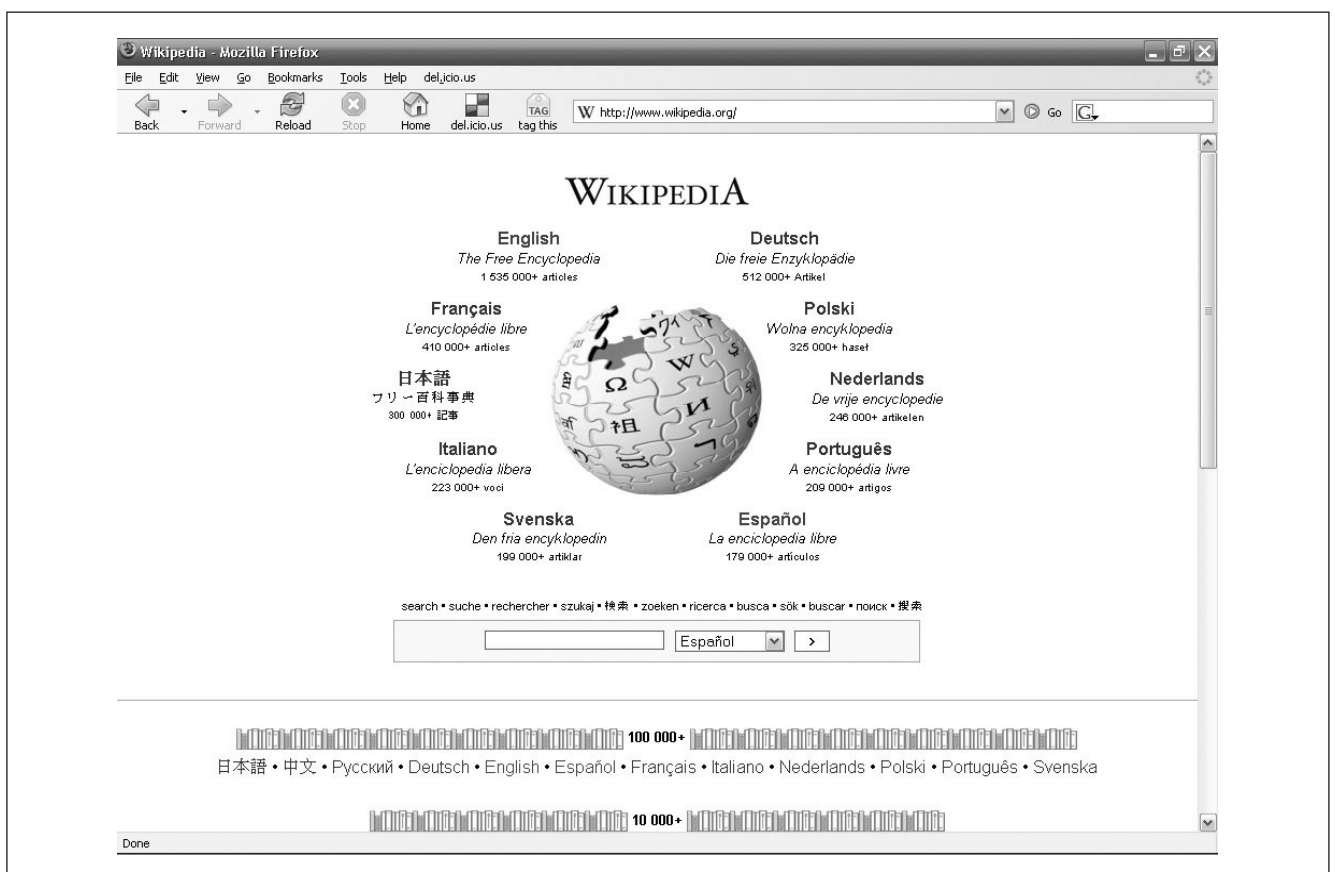 Wikipedia - Mozilla Firefox
File Edit View Go Bookmarks Tools Help del.icio.us
Back Forward Reload Stop Home del.icio.us tag this http://www.wikipedia.org/ Go
WIKIPEDIA
English Deutsch
The Free Encyclopedia Die freie Enzyklopädie
1 535 000+ articles 512 000+ Artikel
Français Polski
L'encyclopédie libre Wolna encyklopedia
410 000+ articles 325 000+ haseł
日本語 Nederlands
フリー百科事典 De vrije encyclopedie
300 000+ 記事 246 000+ artikelen
Italiano Português
L'enciclopedia libera A enciclopédia livre
223 000+ voci 209 000+ artigos
Svenska Español
Den fria encyklopedin La enciclopedia libre
199 000+ artiklar 179 000+ artículos
search • suche • rechercher • szukaj • 検索 • zoeken • ricerca • busca • sök • buscar • поиск • 搜索
Español >
100 000+
日本語 • 中文 • Русский • Deutsch • English • Español • Français • Italiano • Nederlands • Polski • Português • Svenska
10 000+
Done